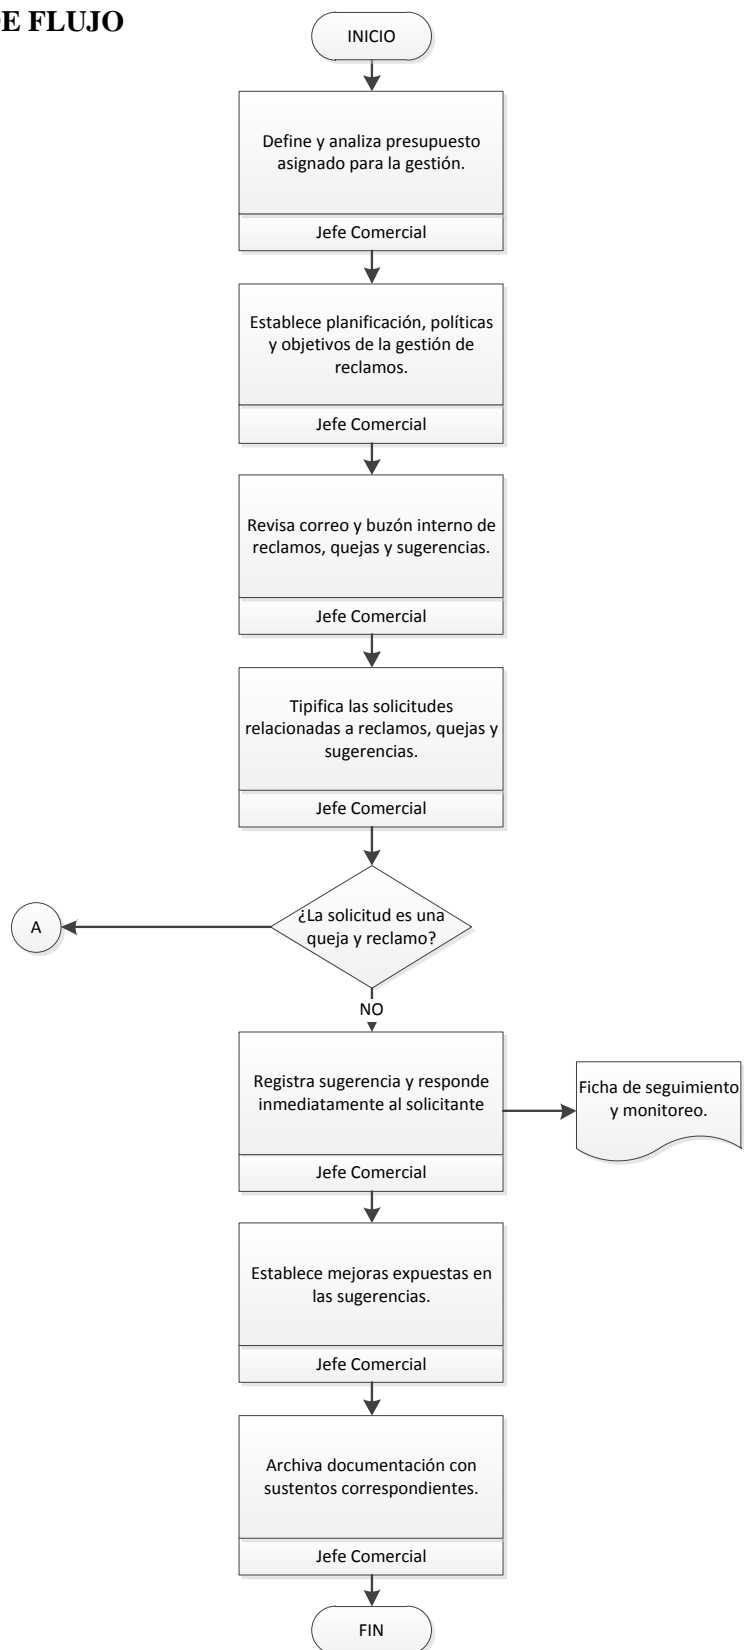 E FLUJO
INICIO
Define y analiza presupuesto
asignado para la gestión.
Jefe Comercial
Establece planificación, políticas
y objetivos de la gestión de
reclamos.
Jefe Comercial
Revisa correo y buzón interno de
reclamos, quejas y sugerencias.
Jefe Comercial
Tipifica las solicitudes
relacionadas a reclamos, quejas y
sugerencias.
Jefe Comercial
¿La solicitud es una
queja y reclamo?
A
NO
Registra sugerencia y responde
inmediatamente al solicitante
Jefe Comercial
Ficha de seguimiento
y monitoreo.
Establece mejoras expuestas en
las sugerencias.
Jefe Comercial
Archiva documentación con
sustentos correspondientes.
Jefe Comercial
FIN